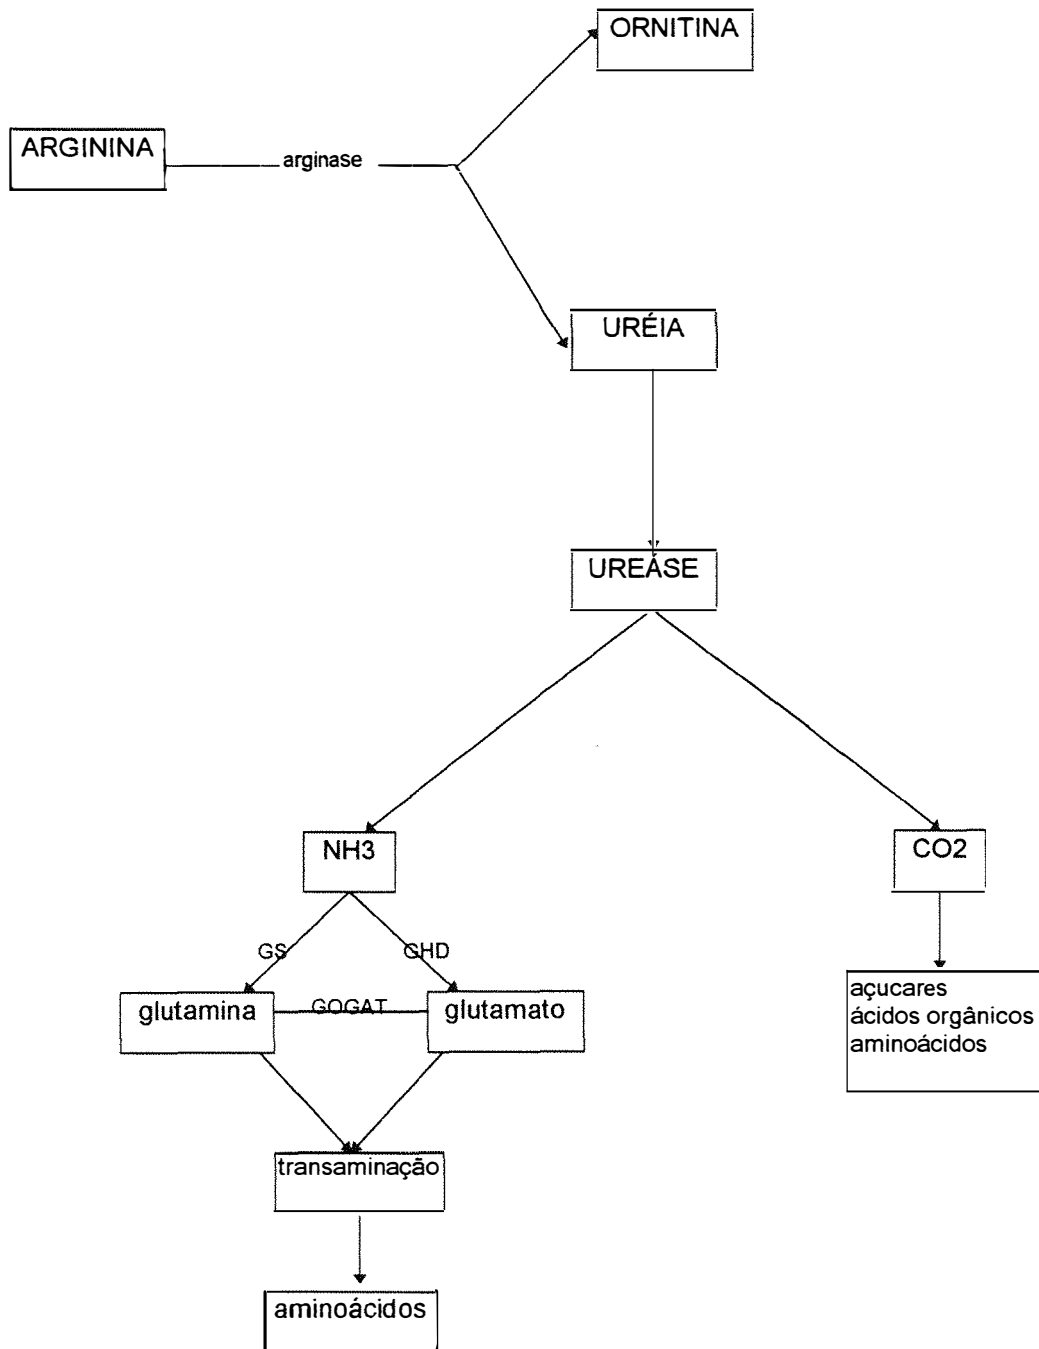 ORNITINA
ARGININA
arginase
URÉIA
UREASE
NH3
CO2
GS
GHD
glutamina
GOGAT
glutamato
açucares
ácidos orgânicos
aminoácidos
transaminação
aminoácidos